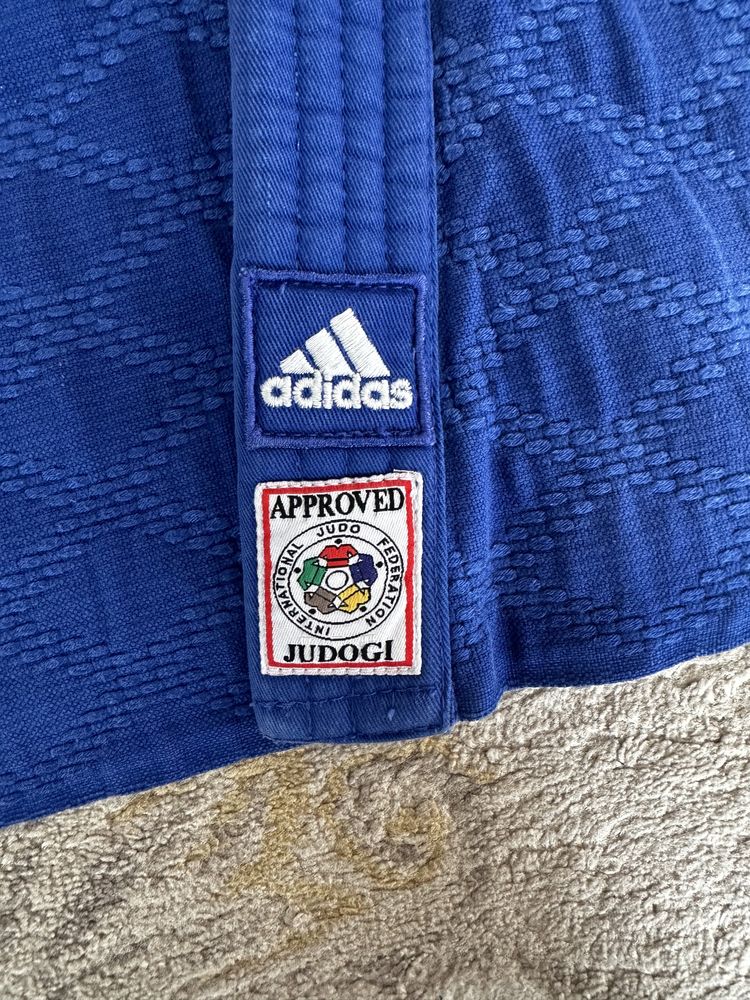 adidas
APPROVED
INTERNATIONAL JUDO FEDERATION
JUDOGI